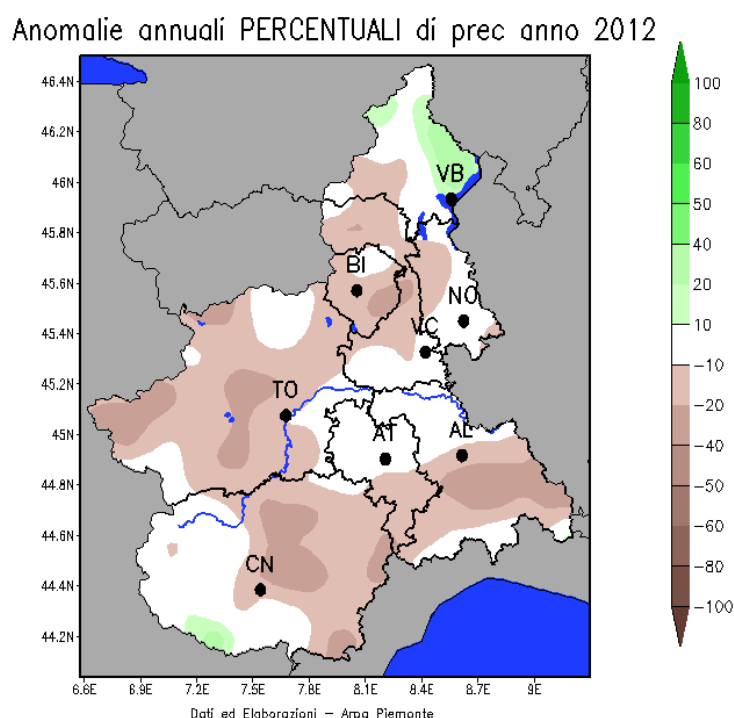 Anomalie annuali PERCENTUALI di prec anno 2012
46.4N
46.2N
46N
45.8N
45.6N
45.4N
45.2N
45N
44.8N
44.6N
44.4N
44.2N
6.6E 6.9E 7.2E 7.5E 7.8E 8.1E 8.4E 8.7E 9E
VB
BI
NO
VC
TO
AT
AL
CN
100
80
60
50
40
20
10
-10
-20
-40
-50
-60
-80
-100
Dati ed Elaborazioni - Arpa Piemonte